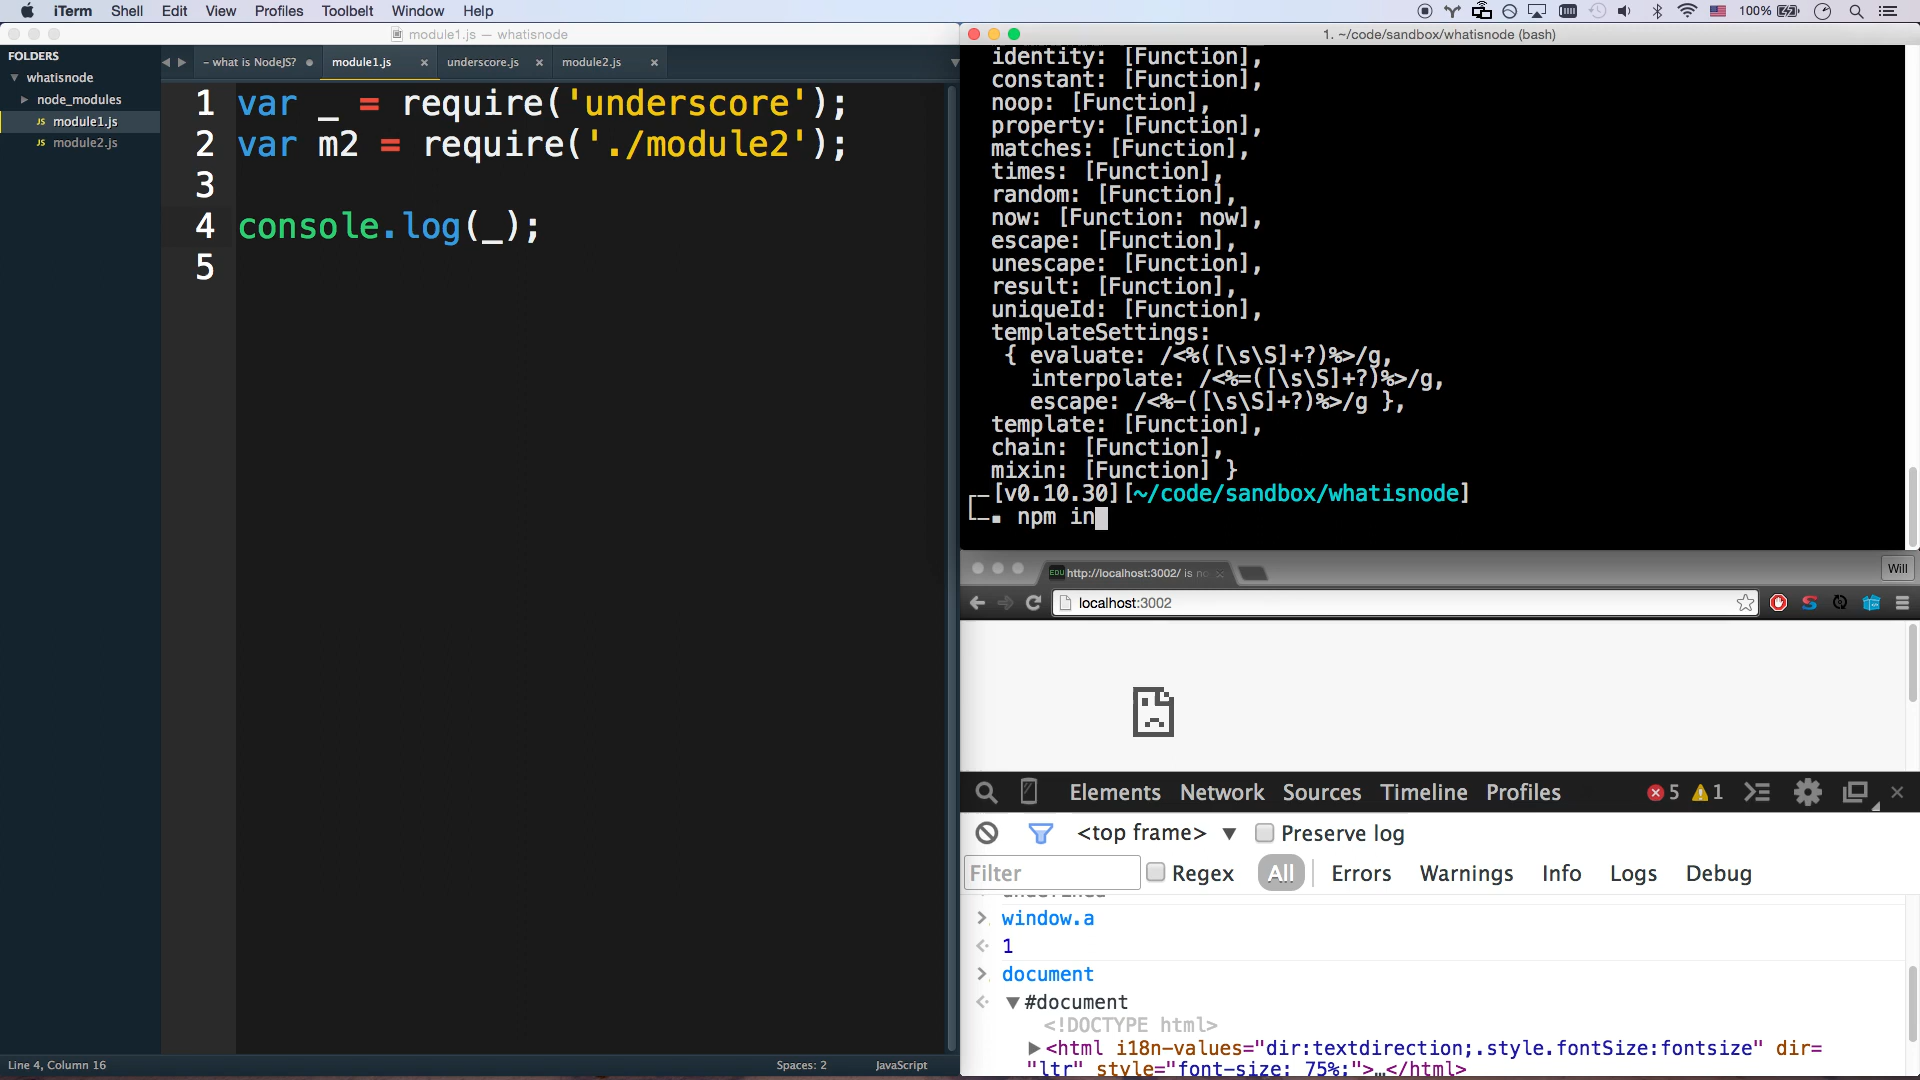 iTerm Shell Edit View Profiles Toolbelt Window Help
100%
module1.js — whatisnode
1. ~/code/sandbox/whatisnode (bash)
FOLDERS
whatisnode
node_modules
JS module1.js
JS module2.js
– what is NodeJS? module1.js underscore.js module2.js
1 var _ = require('underscore');
2 var m2 = require('./module2');
3
4 console.log(_);
5
Line 4, Column 16
Spaces: 2
JavaScript
identity: [Function],
constant: [Function],
noop: [Function],
property: [Function],
matches: [Function],
times: [Function],
random: [Function],
now: [Function: now],
escape: [Function],
unescape: [Function],
result: [Function],
uniqueId: [Function],
templateSettings:
{ evaluate: /<%([\s\S]+?)%>/g,
interpolate: /<%=([\s\S]+?)%>/g,
escape: /<%-([\s\S]+?)%>/g },
template: [Function],
chain: [Function],
mixin: [Function] }
[v0.10.30][~/code/sandbox/whatisnode]
npm in
EDU http://localhost:3002/ is
Will
localhost:3002
Elements Network Sources Timeline Profiles 5 1
<top frame> ▼ Preserve log
Filter Regex All Errors Warnings Info Logs Debug
undefined
window.a
1
document
#document
<!DOCTYPE html>
<html i18n-values="dir:textdirection;.style.fontSize:fontsize" dir=
"ltr" style="font-size: 75%;">…</html>